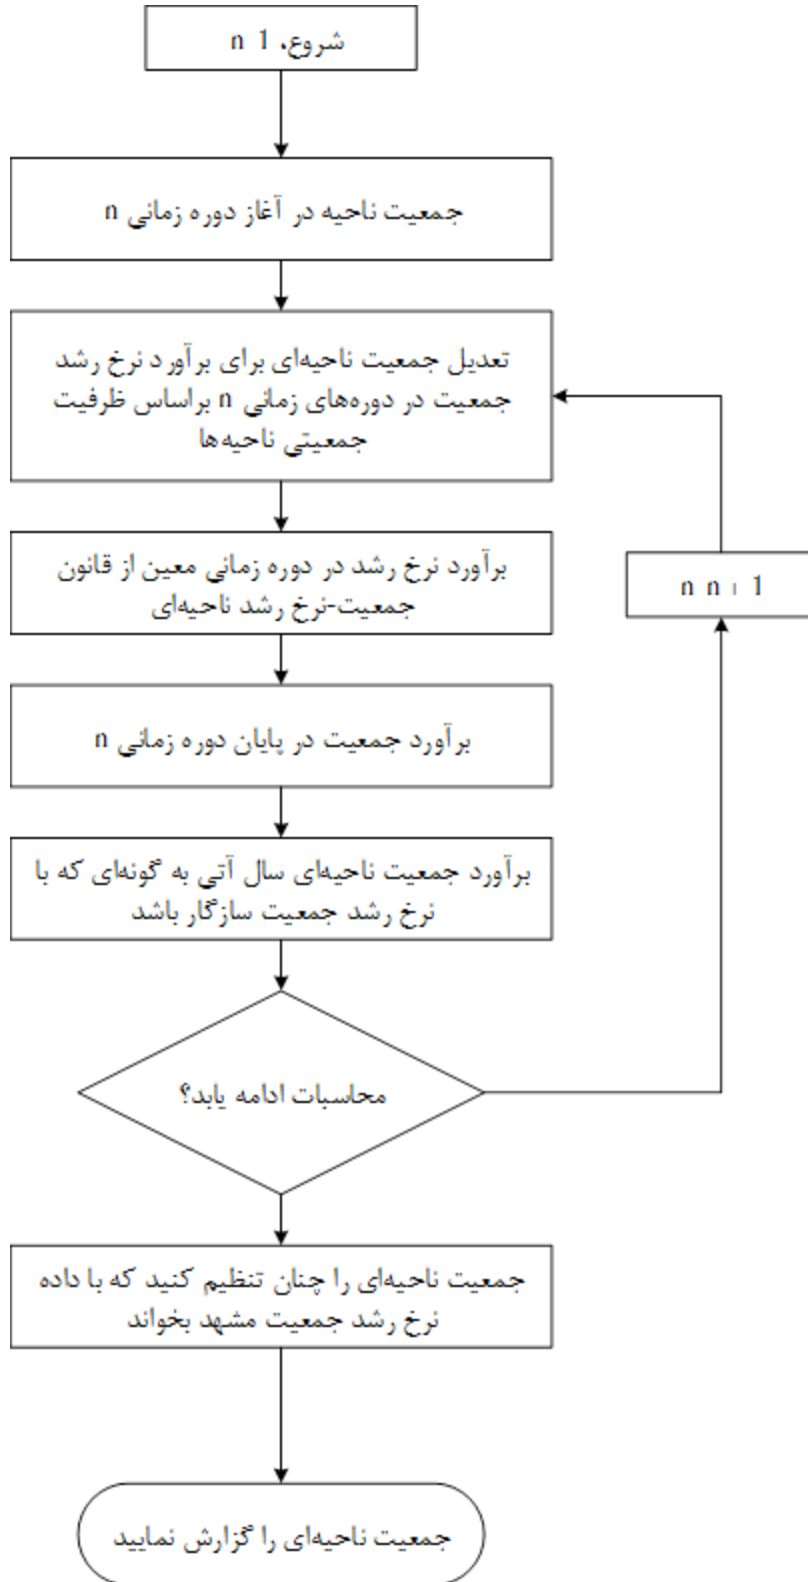 شروع، n 1
جمعیت ناحیه در آغاز دوره زمانی n
تعدیل جمعیت ناحیه‌ای برای برآورد نرخ رشد
جمعیت در دوره‌های زمانی n براساس ظرفیت
جمعیتی ناحیه‌ها
برآورد نرخ رشد در دوره زمانی معین از قانون
جمعیت-نرخ رشد ناحیه‌ای
n n + 1
برآورد جمعیت در پایان دوره زمانی n
برآورد جمعیت ناحیه‌ای سال آتی به گونه‌ای که با
نرخ رشد جمعیت سازگار باشد
محاسبات ادامه یابد؟
جمعیت ناحیه‌ای را چنان تنظیم کنید که با داده
نرخ رشد جمعیت مشهد بخواند
جمعیت ناحیه‌ای را گزارش نمایید